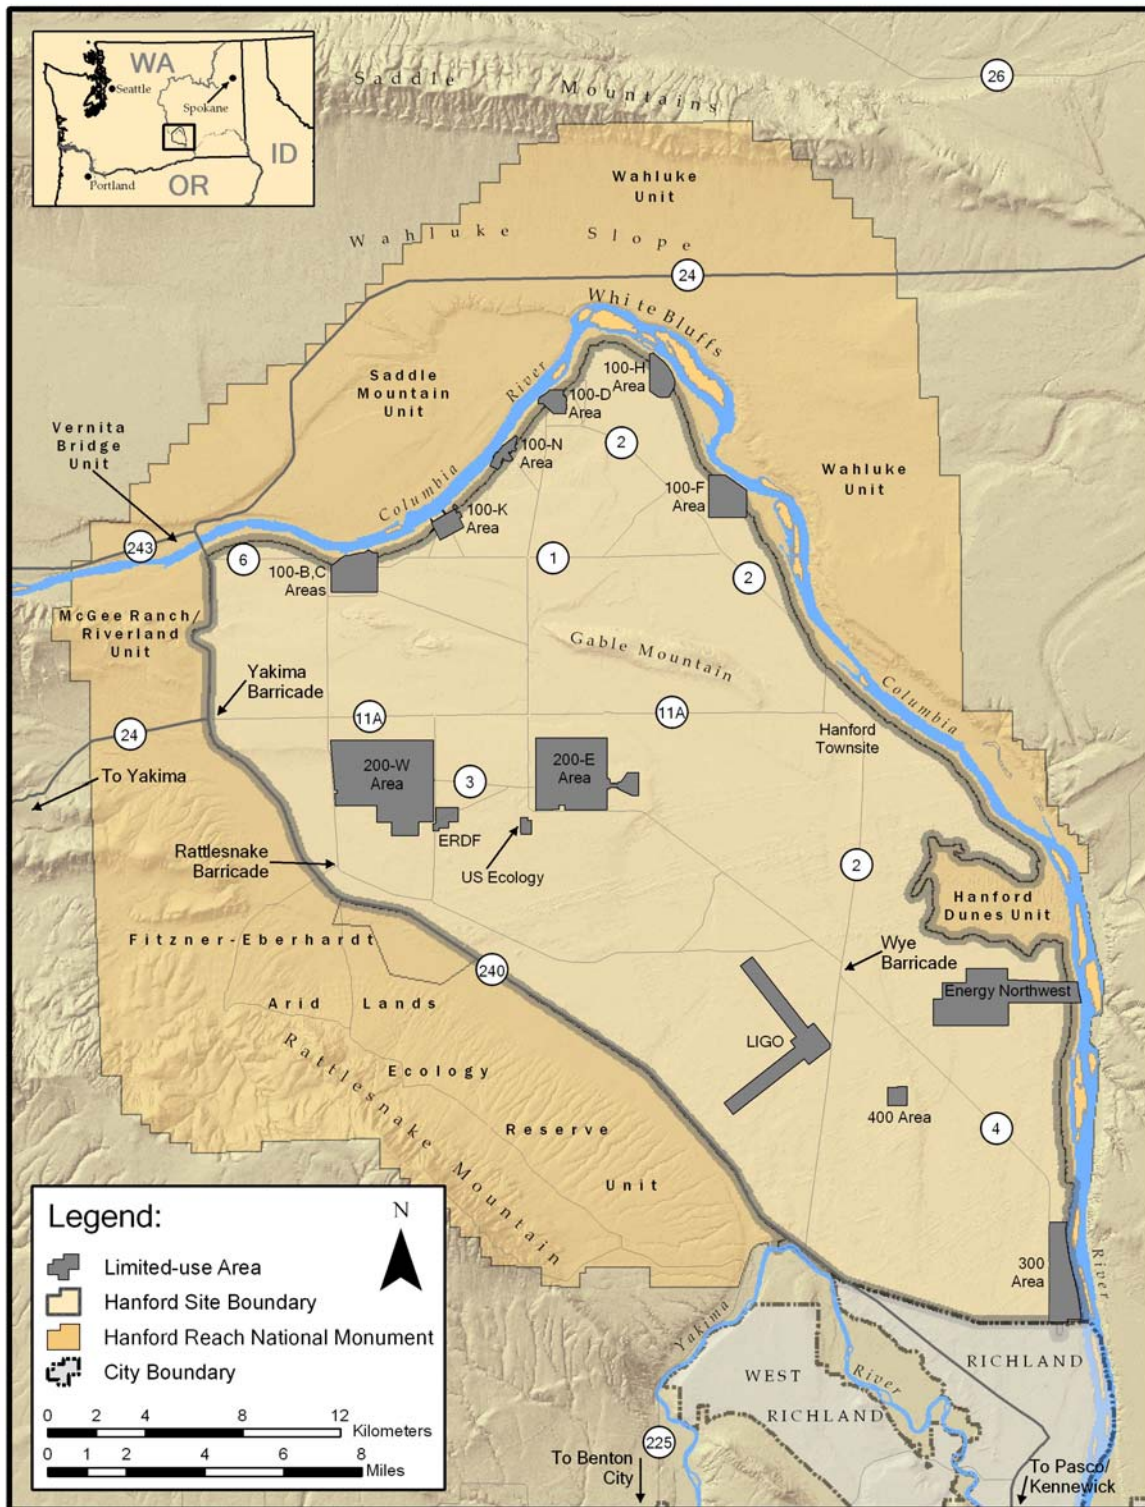 WA
Seattle
Spokane
ID
Portland
OR
Saddle Mountains
26
Wahluke
Unit
Wahluke Slope
24
White Bluffs
100-H
Area
River
Saddle
Mountain
Unit
100-D
Area
Vernita
Bridge
Unit
2
100-N
Area
Columbia
Wahluke
Unit
100-F
Area
100-K
Area
243
6
1
100-B,C
Areas
2
McGee Ranch/
Riverland
Unit
Gable Mountain
Yakima
Barricade
Columbia
11A
11A
24
Hanford
Townsite
To Yakima
200-W
Area
3
200-E
Area
ERDF
Rattlesnake
Barricade
US Ecology
2
Hanford
Dunes Unit
Fitzner-Eberhardt
Wye
Barricade
240
Energy Northwest
Arid Lands
LIGO
Rattlesnake Mountain
Ecology
400 Area
Reserve
4
Unit
300
Area
River
Legend:
N
Limited-use Area
Hanford Site Boundary
Hanford Reach National Monument
City Boundary
0 2 4 8 12
Kilometers
0 1 2 4 6 8
Miles
Yakima
River
WEST
RICHLAND
RICHLAND
225
To Benton
City
To Pasco/
Kennewick